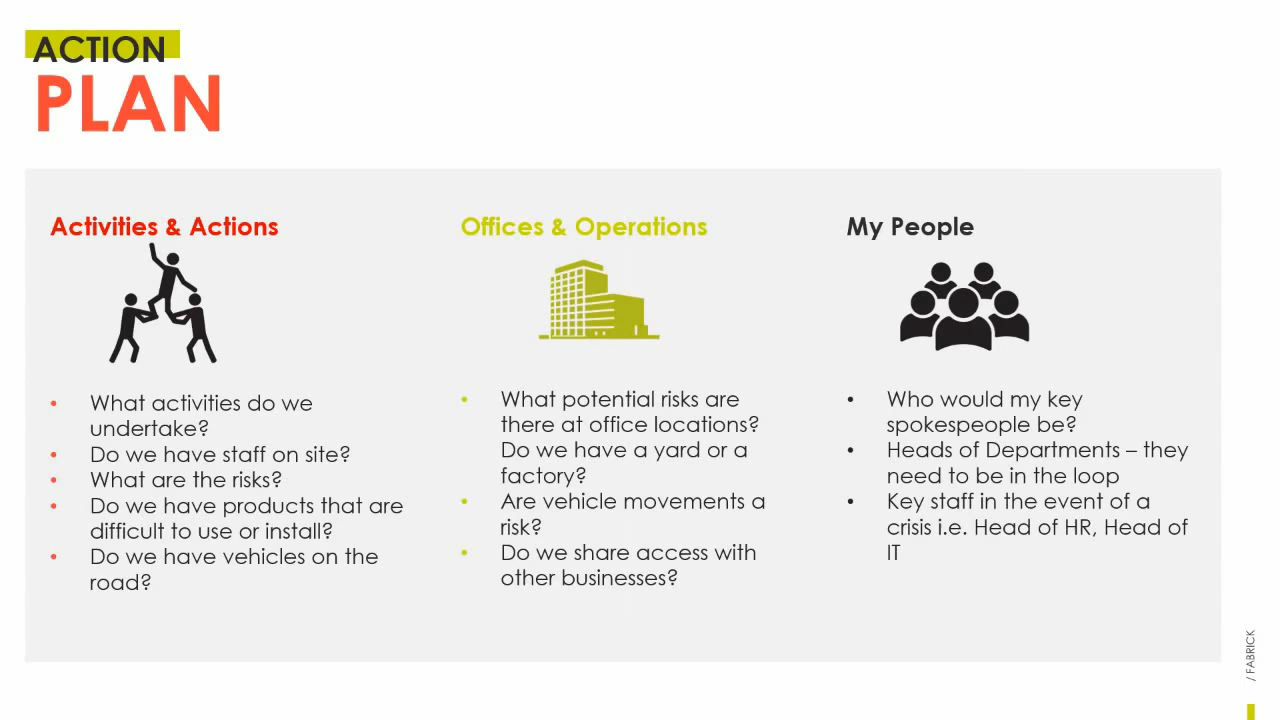 ACTION
PLAN
Activities & Actions
• What activities do we
undertake?
• Do we have staff on site?
• What are the risks?
• Do we have products that are
difficult to use or install?
• Do we have vehicles on the
road?
Offices & Operations
• What potential risks are
there at office locations?
Do we have a yard or a
factory?
• Are vehicle movements a
risk?
• Do we share access with
other businesses?
My People
• Who would my key
spokespeople be?
• Heads of Departments – they
need to be in the loop
• Key staff in the event of a
crisis i.e. Head of HR, Head of
IT
/ FABRICK